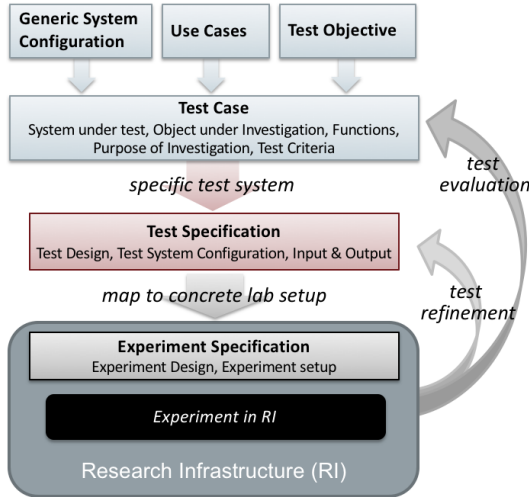 Generic System
Configuration
Use Cases
Test Objective
Test Case
System under test, Object under Investigation, Functions,
Purpose of Investigation, Test Criteria
specific test system
test
evaluation
Test Specification
Test Design, Test System Configuration, Input & Output
map to concrete lab setup
test
refinement
Experiment Specification
Experiment Design, Experiment setup
Experiment in RI
Research Infrastructure (RI)